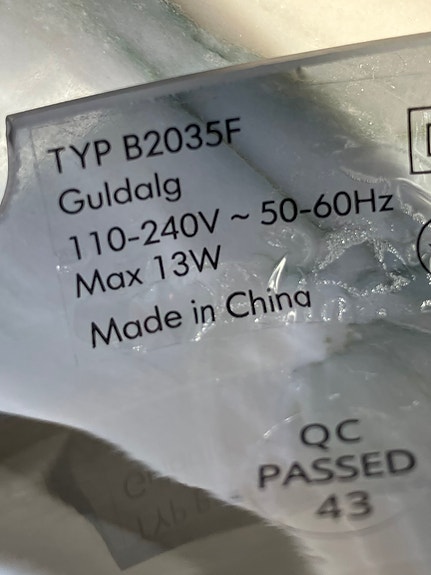 TYP B2035F
Guldalg
110-240V ~ 50-60Hz
Max 13W
Made in China
QC
PASSED
43